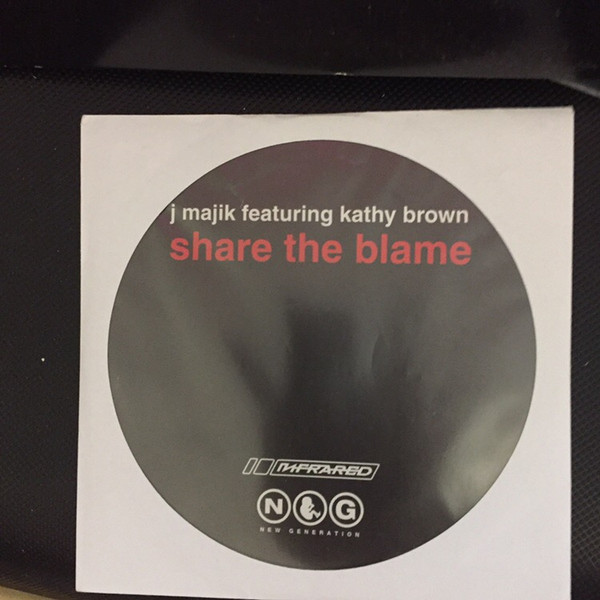 j majik featuring kathy brown
share the blame
INFRARED
N G
NEW GENERATION